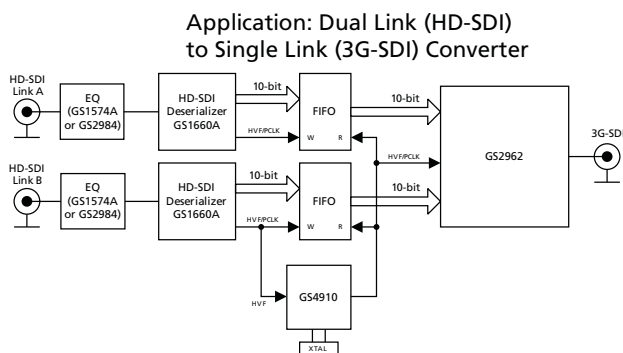 Application: Dual Link (HD-SDI)
to Single Link (3G-SDI) Converter
HD-SDI
Link A
EQ
(GS1574A
or GS2984)
HD-SDI
Deserializer
GS1660A
10-bit
HVF/PCLK
FIFO
W
R
10-bit
HVF/PCLK
GS2962
3G-SDI
HD-SDI
Link B
EQ
(GS1574A
or GS2984)
HD-SDI
Deserializer
GS1660A
10-bit
HVF/PCLK
FIFO
W
R
10-bit
HVF
GS4910
XTAL